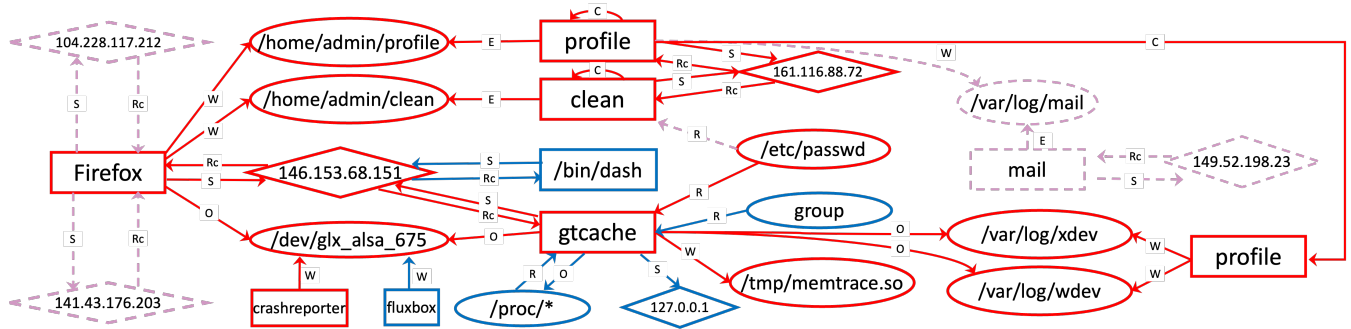 C
104.228.117.212
/home/admin/profile
E
profile
C
S
W
Rc
161.116.88.72
S
C
S
Rc
W
/home/admin/clean
E
clean
Rc
/var/log/mail
W
R
/etc/passwd
E
Rc
S
Rc
149.52.198.23
Firefox
146.153.68.151
/bin/dash
mail
S
Rc
S
R
S
O
Rc
R
group
S
Rc
/dev/glx_alsa_675
O
gtcache
O
/var/log/xdev
O
W
profile
W
W
W
R
O
S
W
/tmp/memtrace.so
/var/log/wdev
141.43.176.203
crashreporter
fluxbox
/proc/*
127.0.0.1